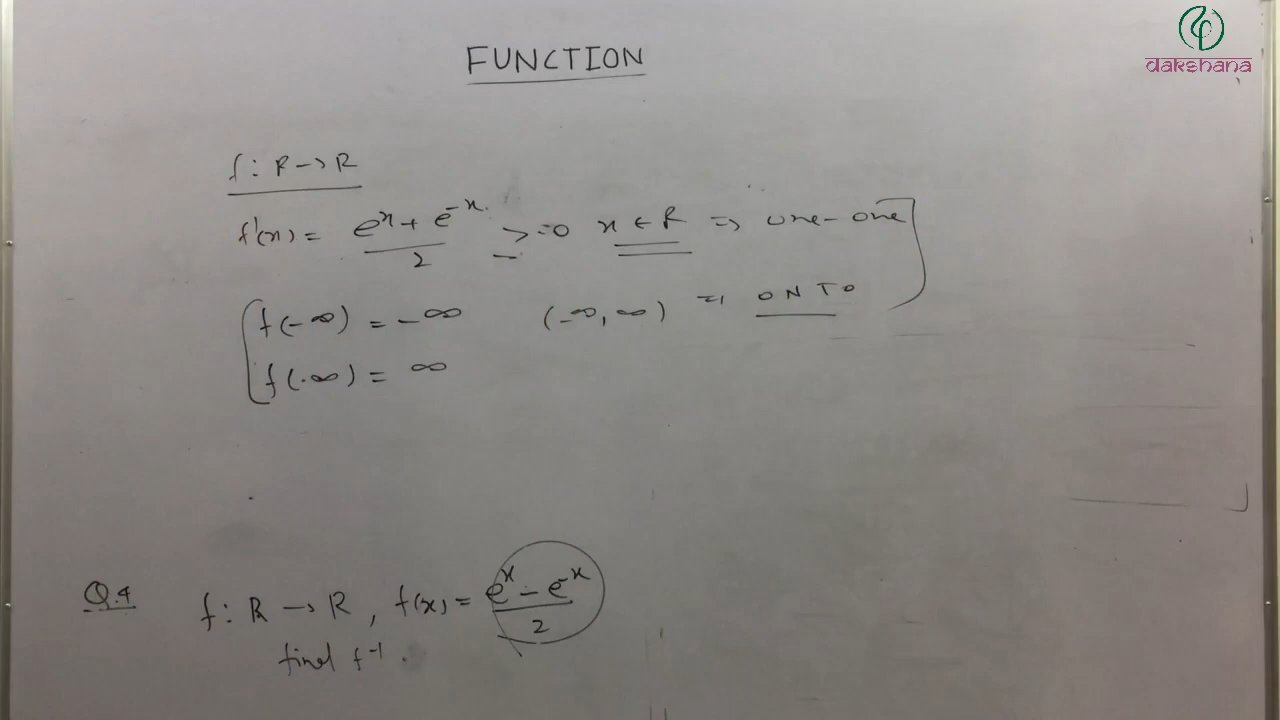 dakshana
FUNCTION
f : R → R
f'(x) = (e^x + e^-x)/2 > = 0 x ∈ R ⇒ one-one
f(-∞) = -∞ (-∞, ∞) ⇒ ONTO
f(∞) = ∞
Q.4 f : R → R, f(x) = (e^x - e^-x)/2
find f^-1.